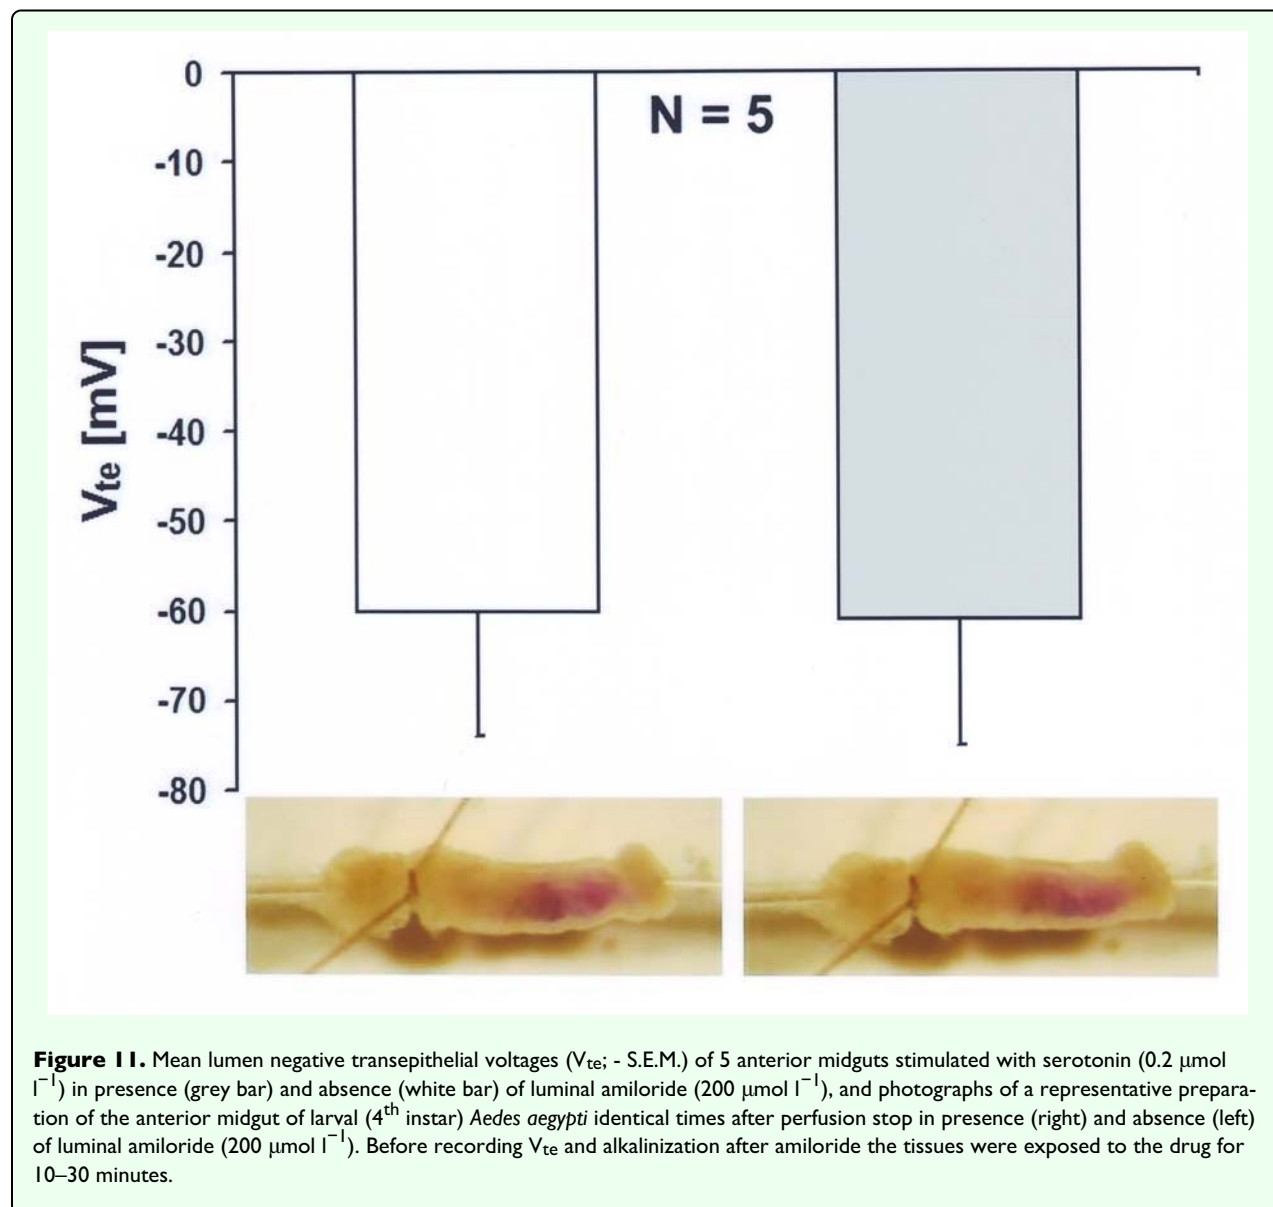 0
N = 5
-10
-20
-30
-40
-50
-60
-70
-80
Vte [mV]
Figure 11. Mean lumen negative transepithelial voltages (Vte; - S.E.M.) of 5 anterior midguts stimulated with serotonin (0.2 μmol
l−1) in presence (grey bar) and absence (white bar) of luminal amiloride (200 μmol l−1), and photographs of a representative prepara-
tion of the anterior midgut of larval (4th instar) Aedes aegypti identical times after perfusion stop in presence (right) and absence (left)
of luminal amiloride (200 μmol l−1). Before recording Vte and alkalinization after amiloride the tissues were exposed to the drug for
10–30 minutes.